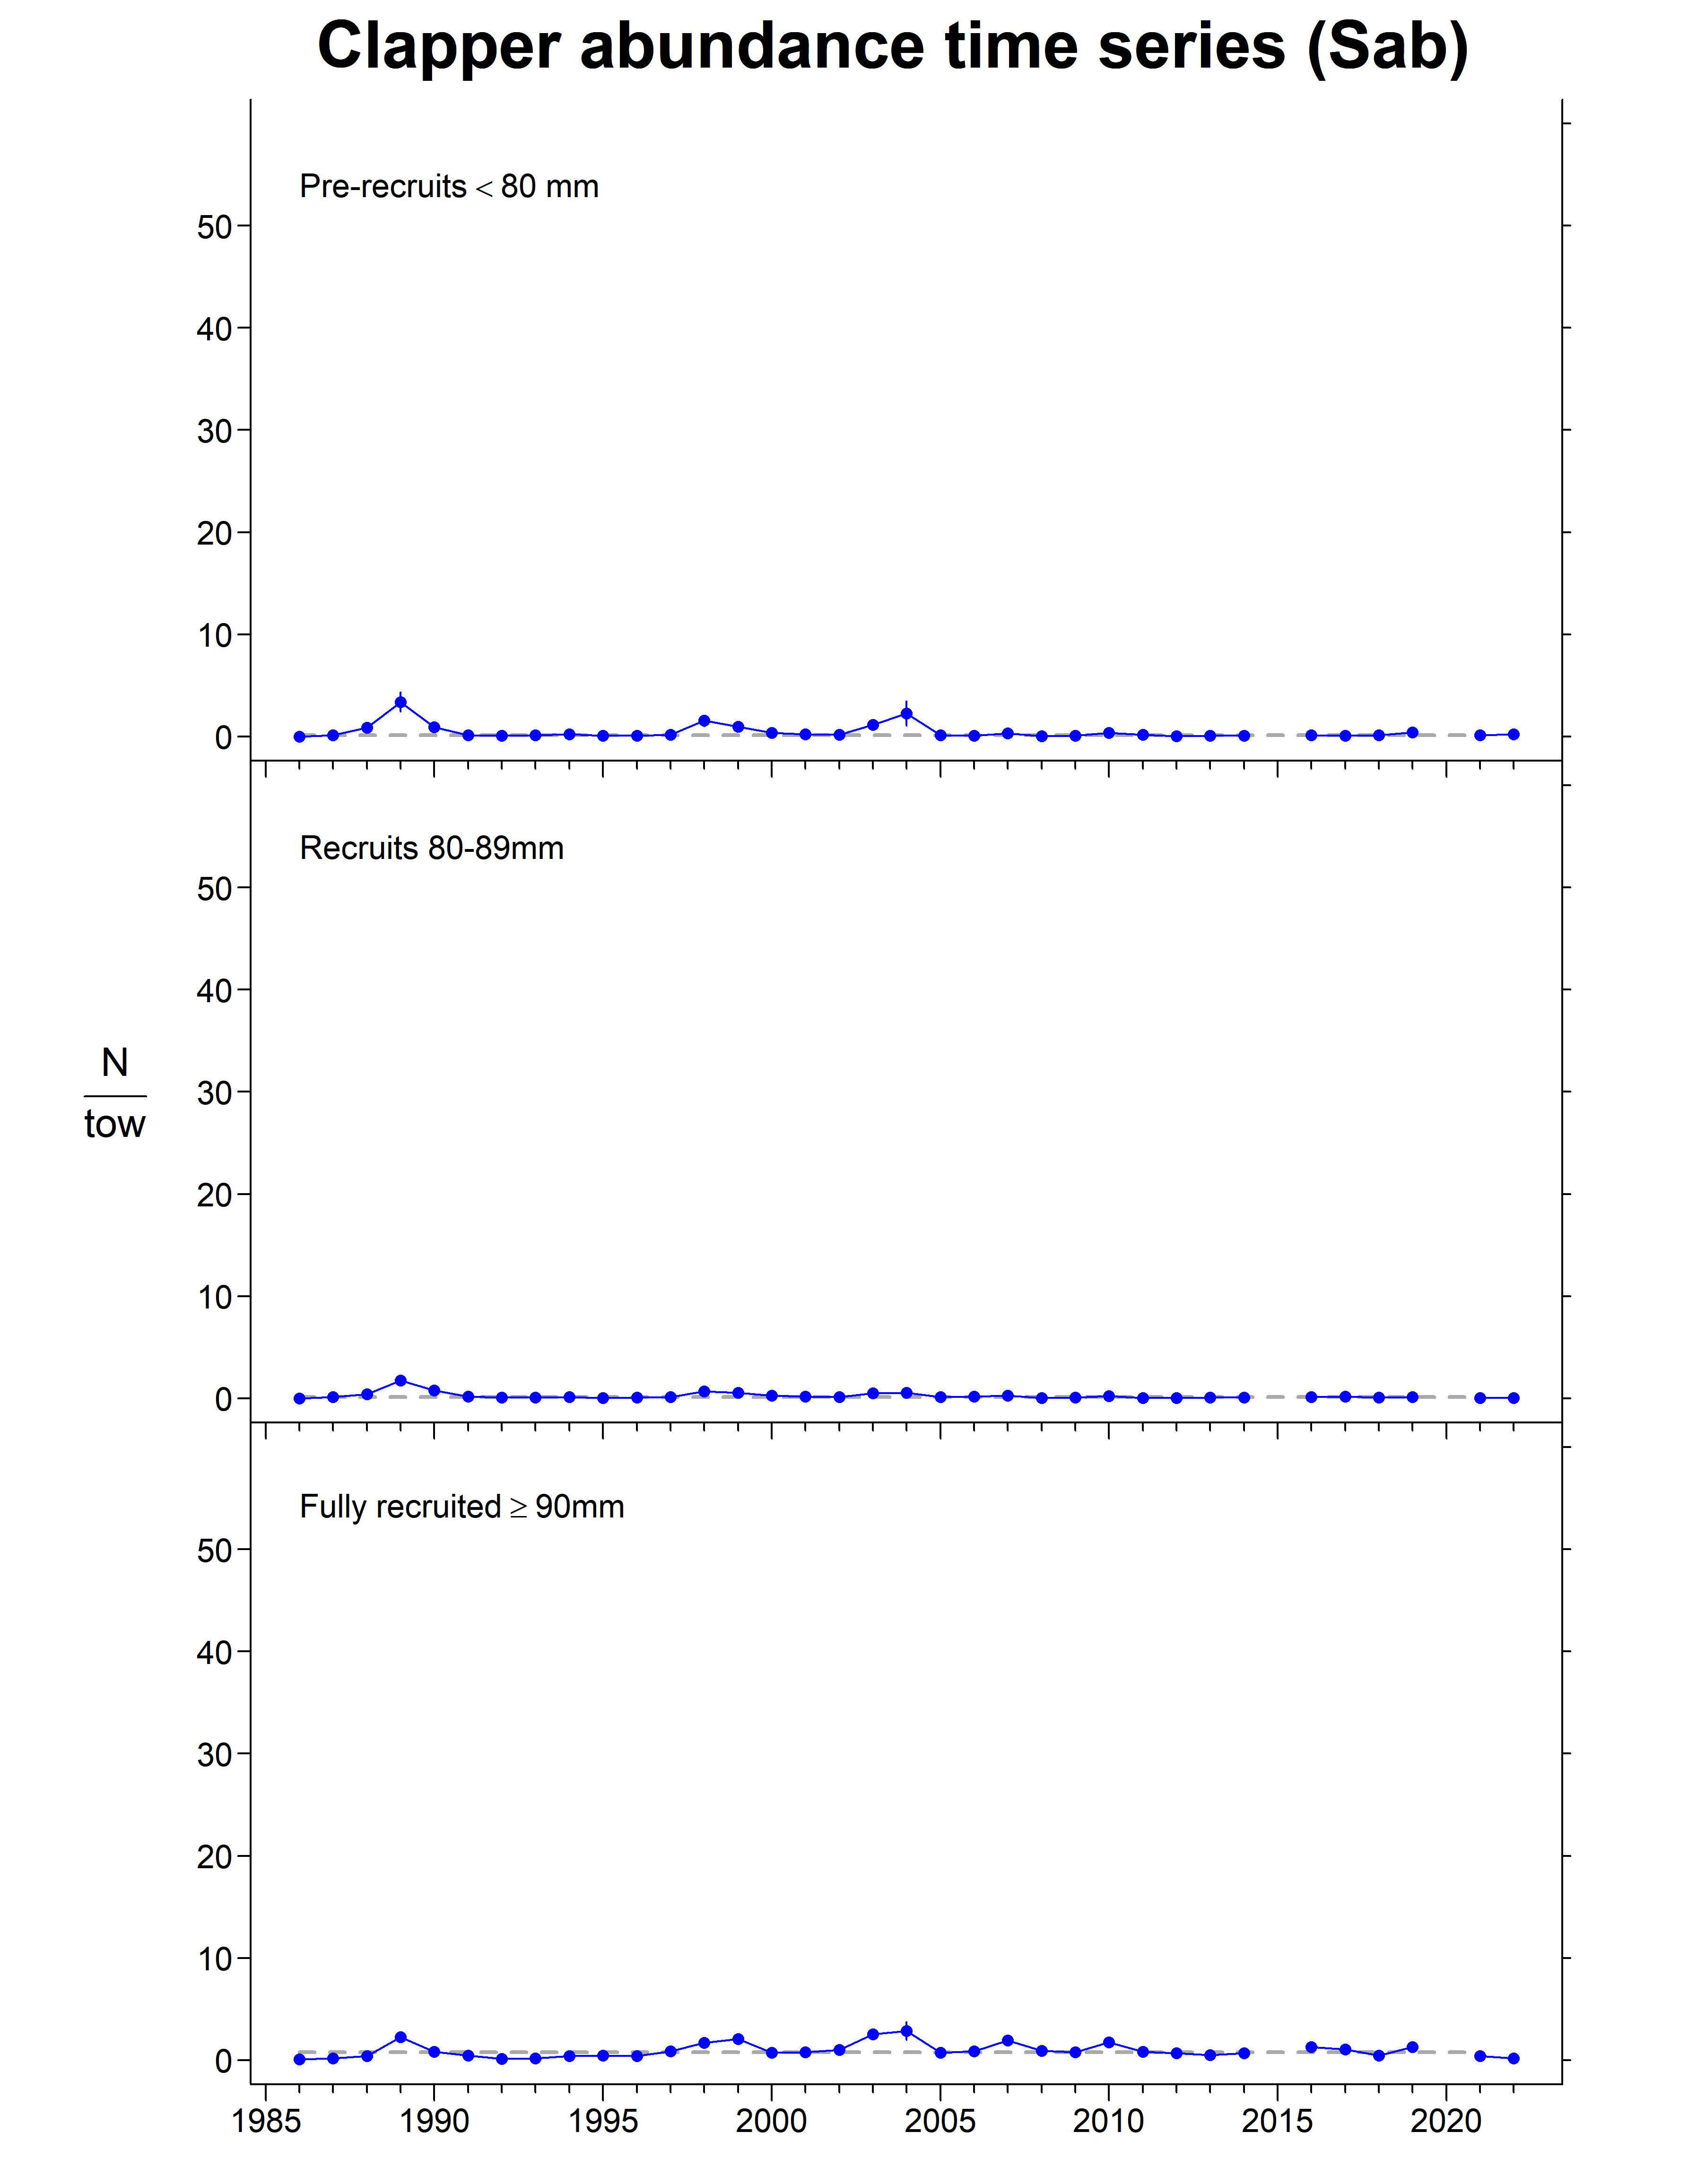 Clapper abundance time series (Sab)
Pre-recruits < 80 mm
50
40
30
20
10
0
Recruits 80-89mm
50
40
30
20
10
0
N
tow
Fully recruited ≥ 90mm
50
40
30
20
10
0
1985 1990 1995 2000 2005 2010 2015 2020